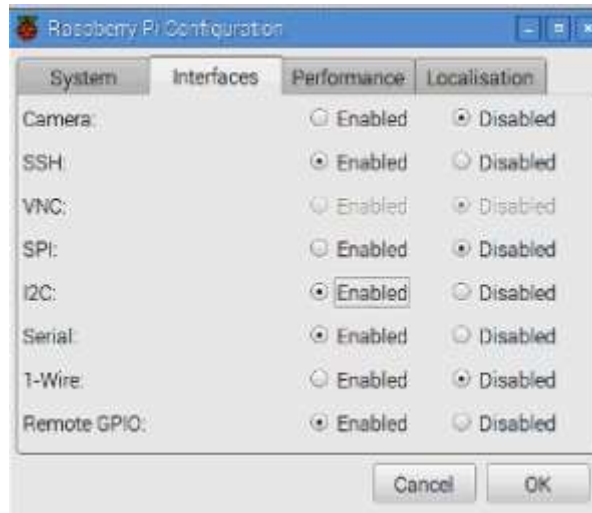 Raspberry Pi Configuration
System Interfaces Performance Localisation
Camera: Enabled Disabled
SSH: Enabled Disabled
VNC: Enabled Disabled
SPI: Enabled Disabled
I2C: Enabled Disabled
Serial: Enabled Disabled
1-Wire: Enabled Disabled
Remote GPIO: Enabled Disabled
Cancel OK